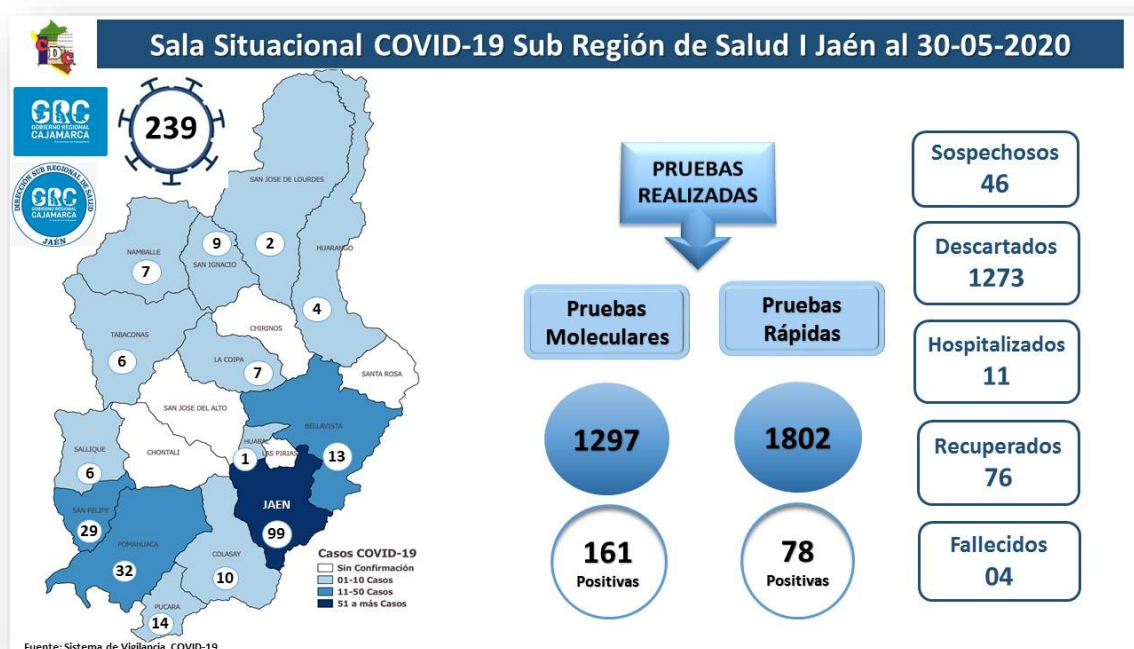 CDC
Sala Situacional COVID-19 Sub Región de Salud I Jaén al 30-05-2020
GRC
GOBIERNO REGIONAL
CAJAMARCA
239
DIRECCIÓN SUB REGIONAL DE SALUD
GRC
GOBIERNO REGIONAL
CAJAMARCA
JAÉN
SAN JOSE DE LOURDES
2
HUARANGO
4
NAMBALLE
7
9
SAN IGNACIO
CHIRINOS
TABACONAS
6
LA COIPA
7
SANTA ROSA
SAN JOSE DEL ALTO
BELLAVISTA
13
HUABAL
1
LAS PIRIAS
CHONTALI
SALLIQUE
6
JAEN
99
SAN FELIPE
29
POMAHUACA
32
COLASAY
10
PUCARA
14
Casos COVID-19
Sin Confirmación
01-10 Casos
11-50 Casos
51 a más Casos
Fuente: Sistema de Vigilancia COVID-19
PRUEBAS
REALIZADAS
Pruebas
Moleculares
Pruebas
Rápidas
1297
1802
161
Positivas
78
Positivas
Sospechosos
46
Descartados
1273
Hospitalizados
11
Recuperados
76
Fallecidos
04